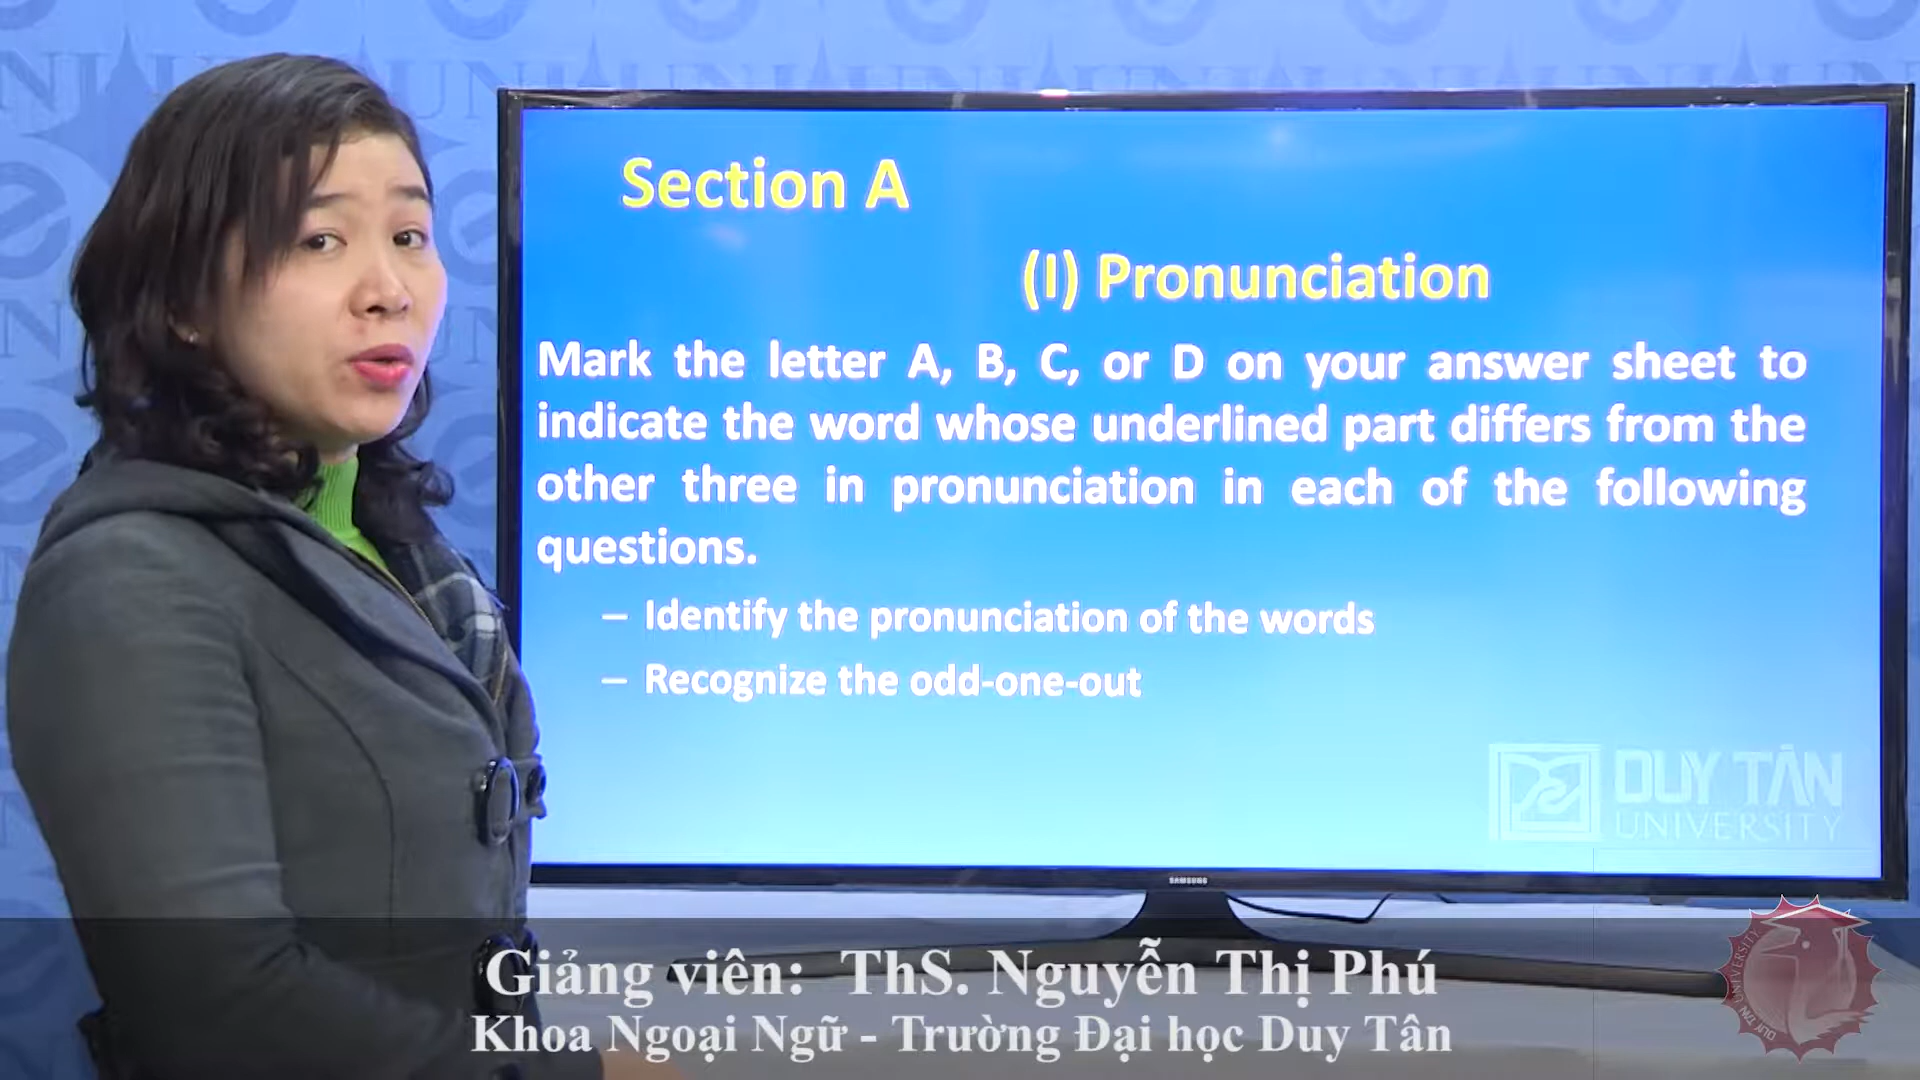 Section A
(I) Pronunciation
Mark the letter A, B, C, or D on your answer sheet to
indicate the word whose underlined part differs from the
other three in pronunciation in each of the following
questions.
– Identify the pronunciation of the words
– Recognize the odd-one-out
DUY TÂN
UNIVERSITY
SAMSUNG
Giảng viên: ThS. Nguyễn Thị Phú
Khoa Ngoại Ngữ - Trường Đại học Duy Tân
DUY TAN UNIVERSITY